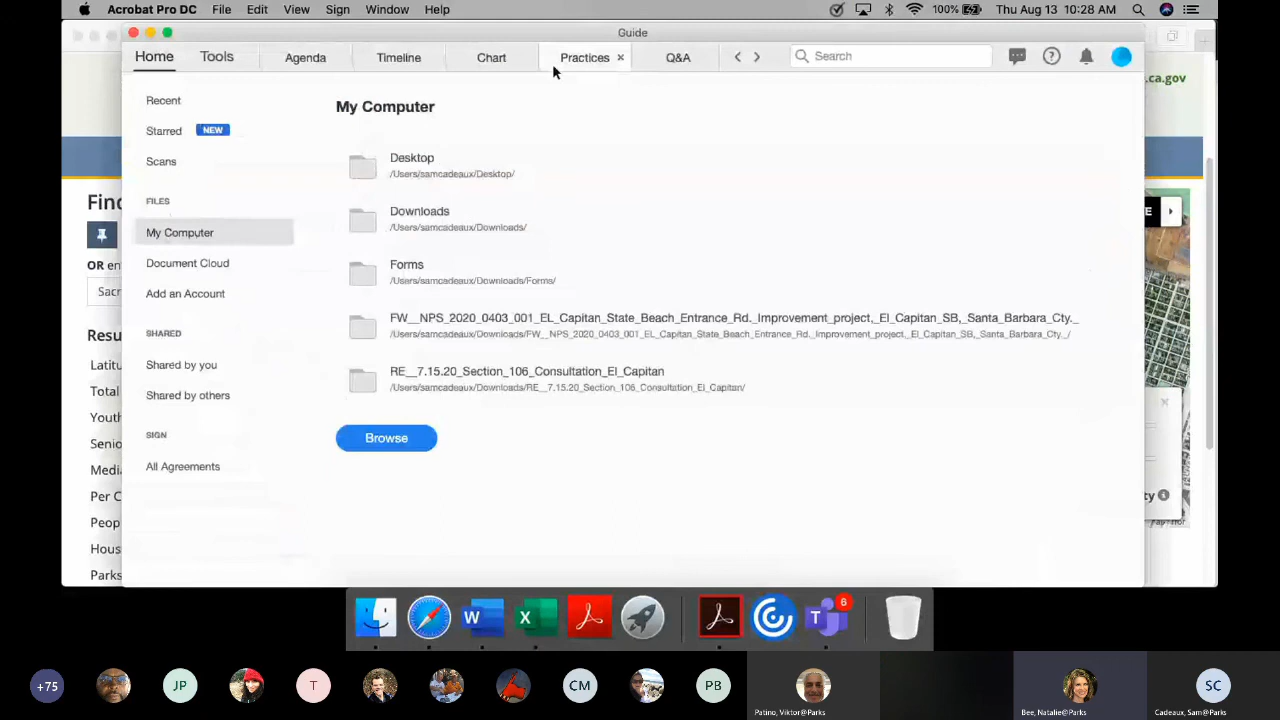 Acrobat Pro DC File Edit View Sign Window Help 100% Thu Aug 13 10:28 AM
Guide
Home Tools Agenda Timeline Chart Practices × Q&A Search
.ca.gov
Recent
My Computer
Starred NEW
Desktop
/Users/samcadeaux/Desktop/
Scans
FILES
Downloads
/Users/samcadeaux/Downloads/
My Computer
Document Cloud
Forms
/Users/samcadeaux/Downloads/Forms/
Add an Account
FW__NPS_2020_0403_001_EL_Capitan_State_Beach_Entrance_Rd._Improvement_project,_El_Capitan_SB,_Santa_Barbara_Cty._
/Users/samcadeaux/Downloads/FW__NPS_2020_0403_001_EL_Capitan_State_Beach_Entrance_Rd._Improvement_project,_El_Capitan_SB,_Santa_Barbara_Cty._/
SHARED
Shared by you
RE__7.15.20_Section_106_Consultation_El_Capitan
/Users/samcadeaux/Downloads/RE__7.15.20_Section_106_Consultation_El_Capitan/
Shared by others
SIGN
Browse
All Agreements
Find
OR en
Sacr
Resu
Latitu
Total
Youth
Senio
Media
Per C
Peop
Hous
Parks
E
ty
W X T 6
+75 JP T CM PB SC
Patino, Viktor@Parks Bee, Natalie@Parks Cadeaux, Sam@Parks